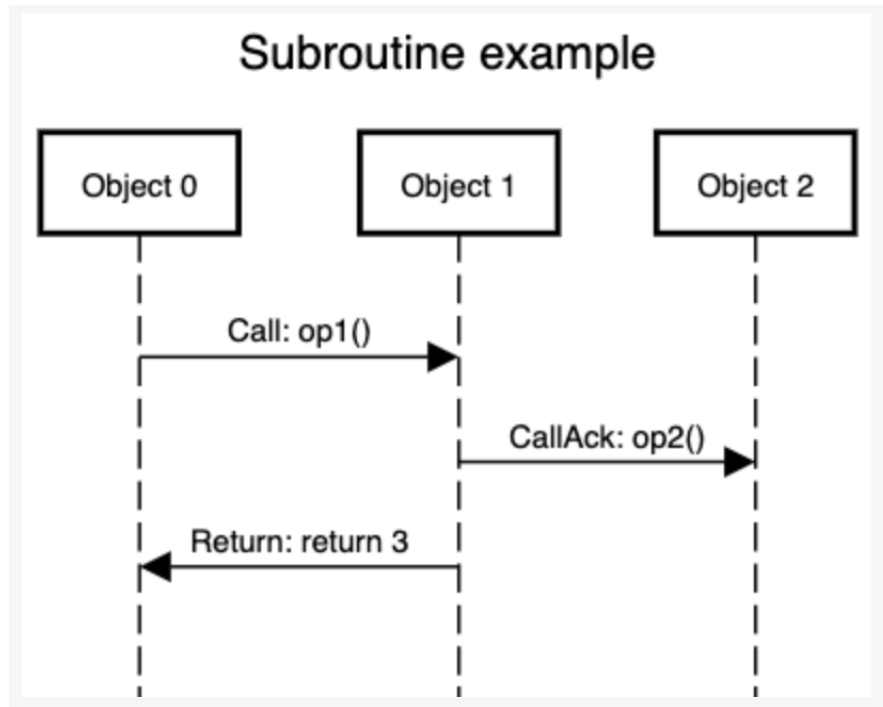 Subroutine example
Object 0
Object 1
Object 2
Call: op1()
CallAck: op2()
Return: return 3